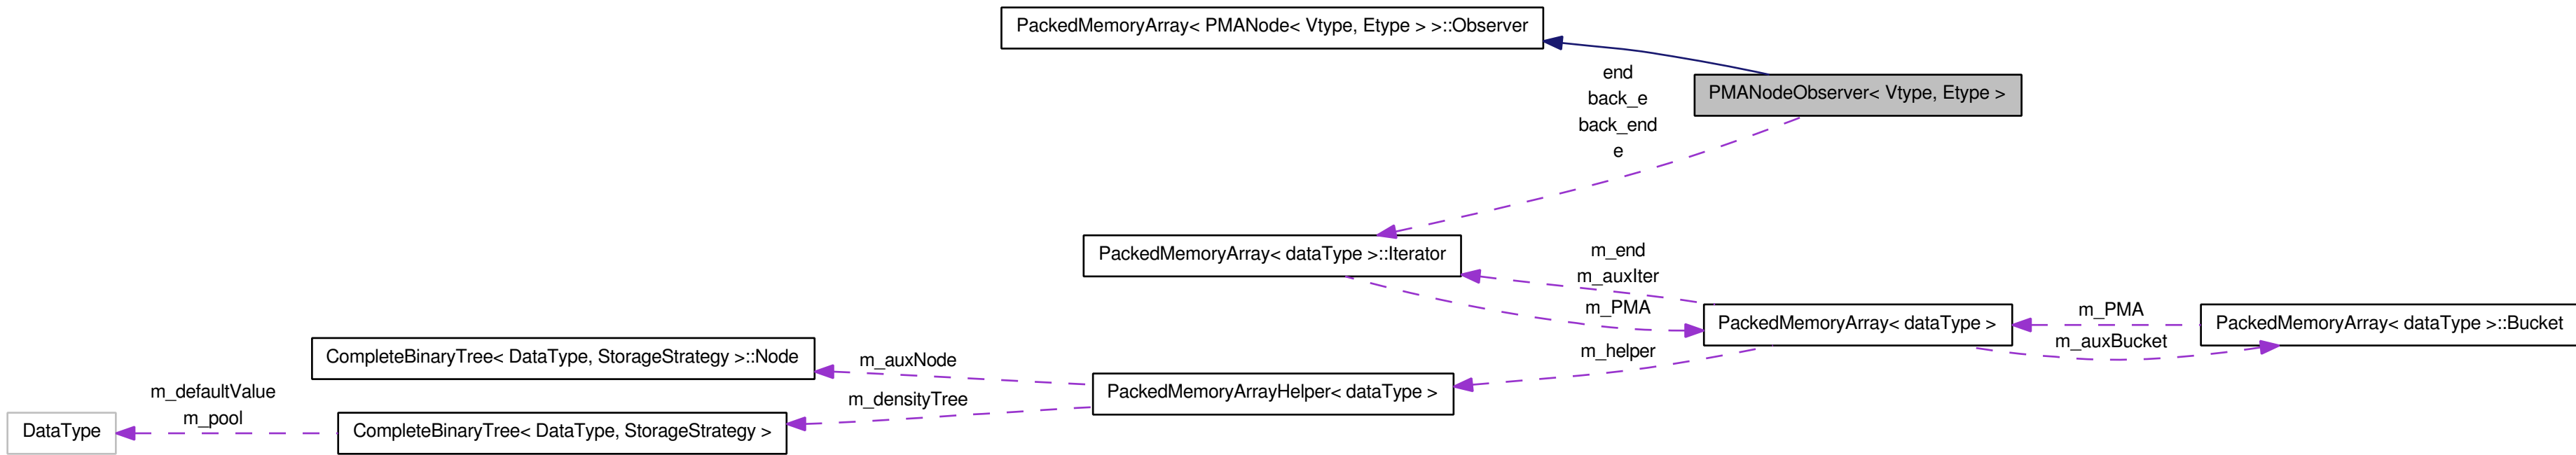 PackedMemoryArray< PMANode< Vtype, Etype > >::Observer
end
PMANodeObserver< Vtype, Etype >
back_e
back_end
e
PackedMemoryArray< dataType >::Iterator
m_end
m_auxIter
m_PMA
PackedMemoryArray< dataType >
m_PMA
PackedMemoryArray< dataType >::Bucket
m_auxBucket
m_helper
CompleteBinaryTree< DataType, StorageStrategy >::Node
m_auxNode
PackedMemoryArrayHelper< dataType >
m_densityTree
m_defaultValue
m_pool
DataType
CompleteBinaryTree< DataType, StorageStrategy >